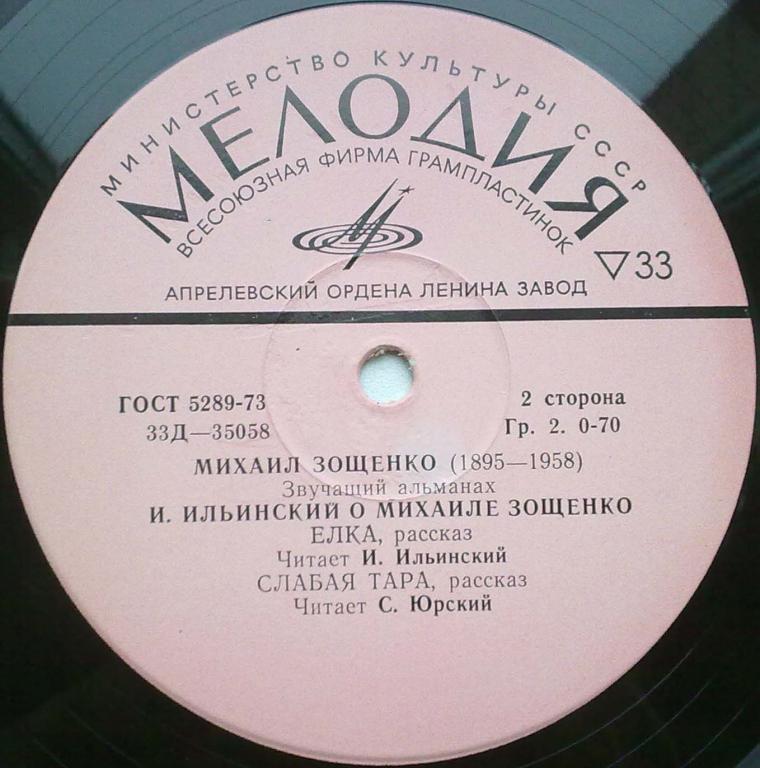 МИНИСТЕРСТВО КУЛЬТУРЫ СССР
МЕЛОДИЯ
ВСЕСОЮЗНАЯ ФИРМА ГРАМПЛАСТИНОК
33
АПРЕЛЕВСКИЙ ОРДЕНА ЛЕНИНА ЗАВОД
ГОСТ 5289-73 2 сторона
33Д—35058 Гр. 2. 0-70
МИХАИЛ ЗОЩЕНКО (1895—1958)
Звучащий альманах
И. ИЛЬИНСКИЙ О МИХАИЛЕ ЗОЩЕНКО
ЕЛКА, рассказ
Читает И. Ильинский
СЛАБАЯ ТАРА, рассказ
Читает С. Юрский